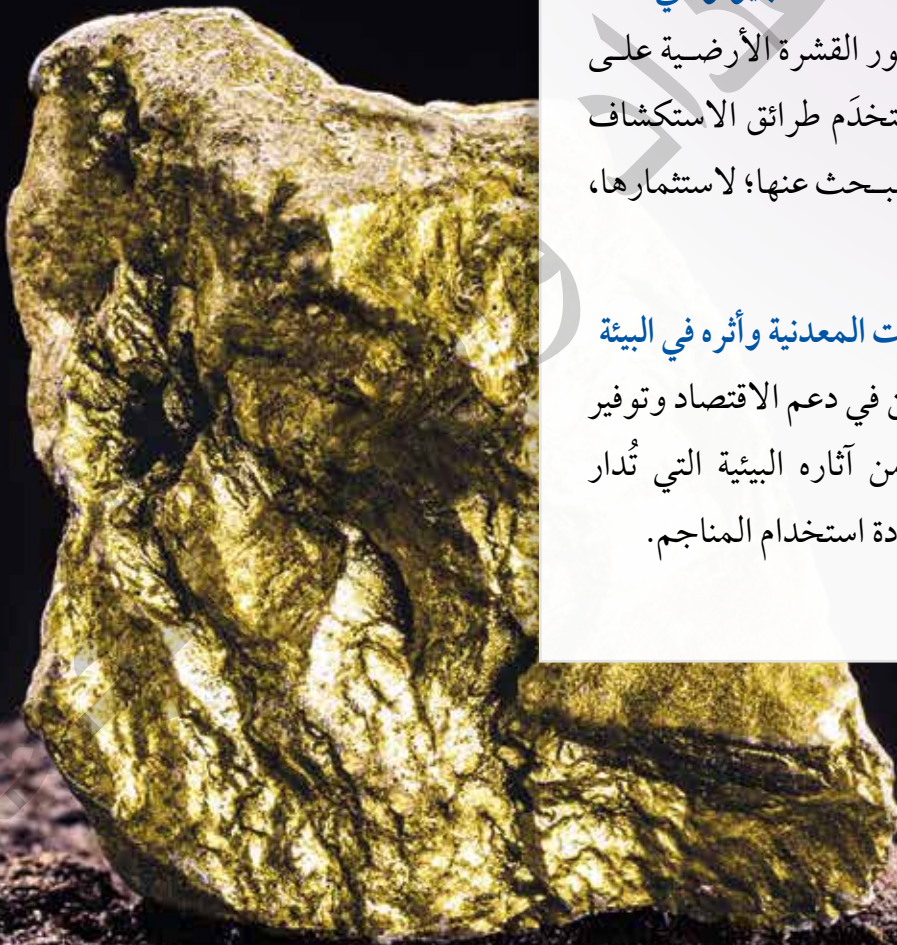 ور القشرة الأرضية على
تخدَم طرائق الاستكشاف
بحث عنها؛ لاستثمارها،
ت المعدنية وأثره في البيئة
ن في دعم الاقتصاد وتوفير
من آثاره البيئية التي تُدار
دة استخدام المناجم.